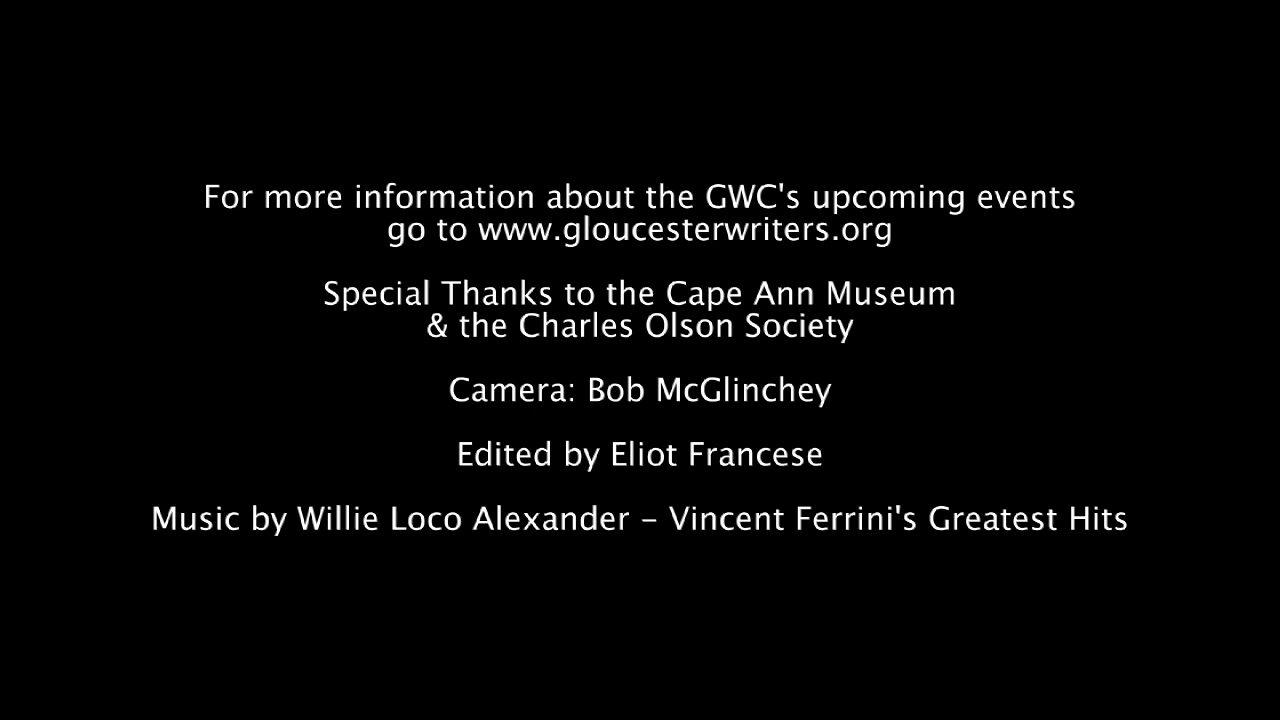 For more information about the GWC's upcoming events
go to www.gloucesterwriters.org
Special Thanks to the Cape Ann Museum
& the Charles Olson Society
Camera: Bob McGlinchey
Edited by Eliot Francese
Music by Willie Loco Alexander – Vincent Ferrini's Greatest Hits